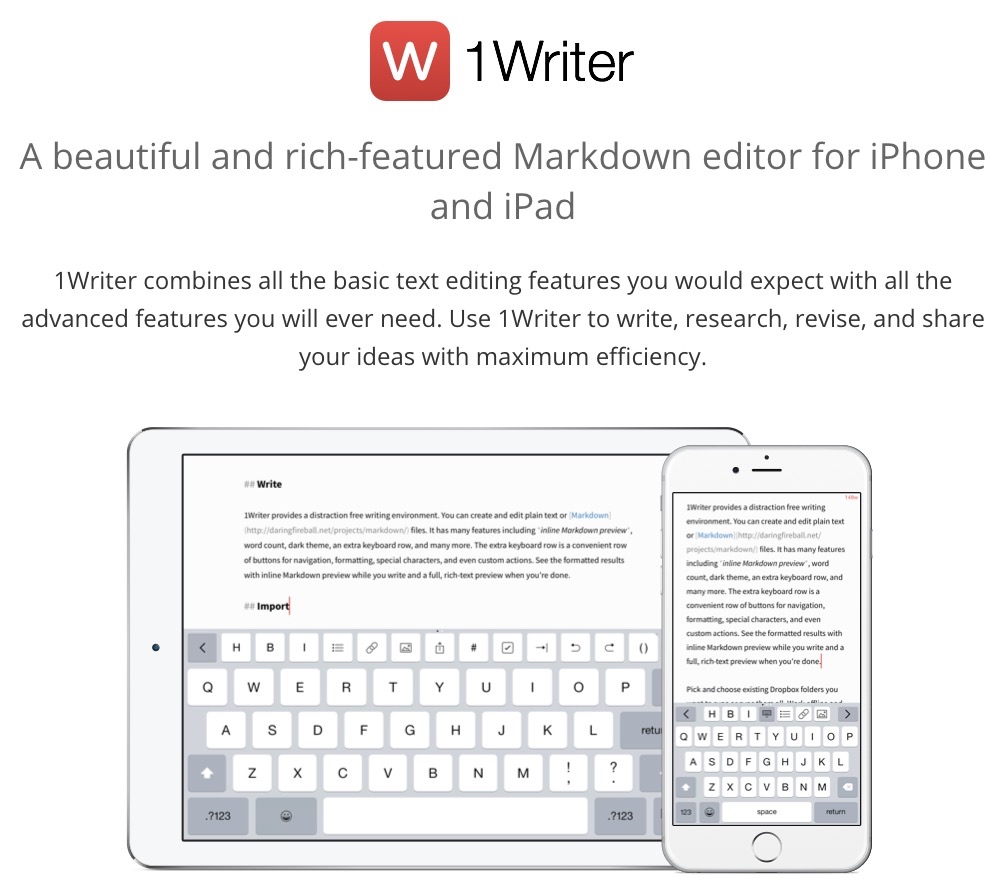 W 1Writer
A beautiful and rich-featured Markdown editor for iPhone
and iPad
1Writer combines all the basic text editing features you would expect with all the
advanced features you will ever need. Use 1Writer to write, research, revise, and share
your ideas with maximum efficiency.
## Write
1Writer provides a distraction free writing environment. You can create and edit plain text or [Markdown]
(http://daringfireball.net/projects/markdown/) files. It has many features including *inline Markdown preview*,
word count, dark theme, an extra keyboard row, and many more. The extra keyboard row is a convenient row
of buttons for navigation, formatting, special characters, and even custom actions. See the formatted results
with inline Markdown preview while you write and a full, rich-text preview when you're done.
## Import
H B I # ()
Q W E R T Y U I O P
A S D F G H J K L retu
Z X C V B N M ! , ? .
.?123 .?123
1Writer provides a distraction free writing
environment. You can create and edit plain text
or [Markdown](http://daringfireball.net/
projects/markdown/) files. It has many features
including *inline Markdown preview*, word
count, dark theme, an extra keyboard row, and
many more. The extra keyboard row is a
convenient row of buttons for navigation,
formatting, special characters, and even
custom actions. See the formatted results with
inline Markdown preview while you write and a
full, rich-text preview when you're done.
Pick and choose existing Dropbox folders you
H B I
Q W E R T Y U I O P
A S D F G H J K L
Z X C V B N M
123 space return